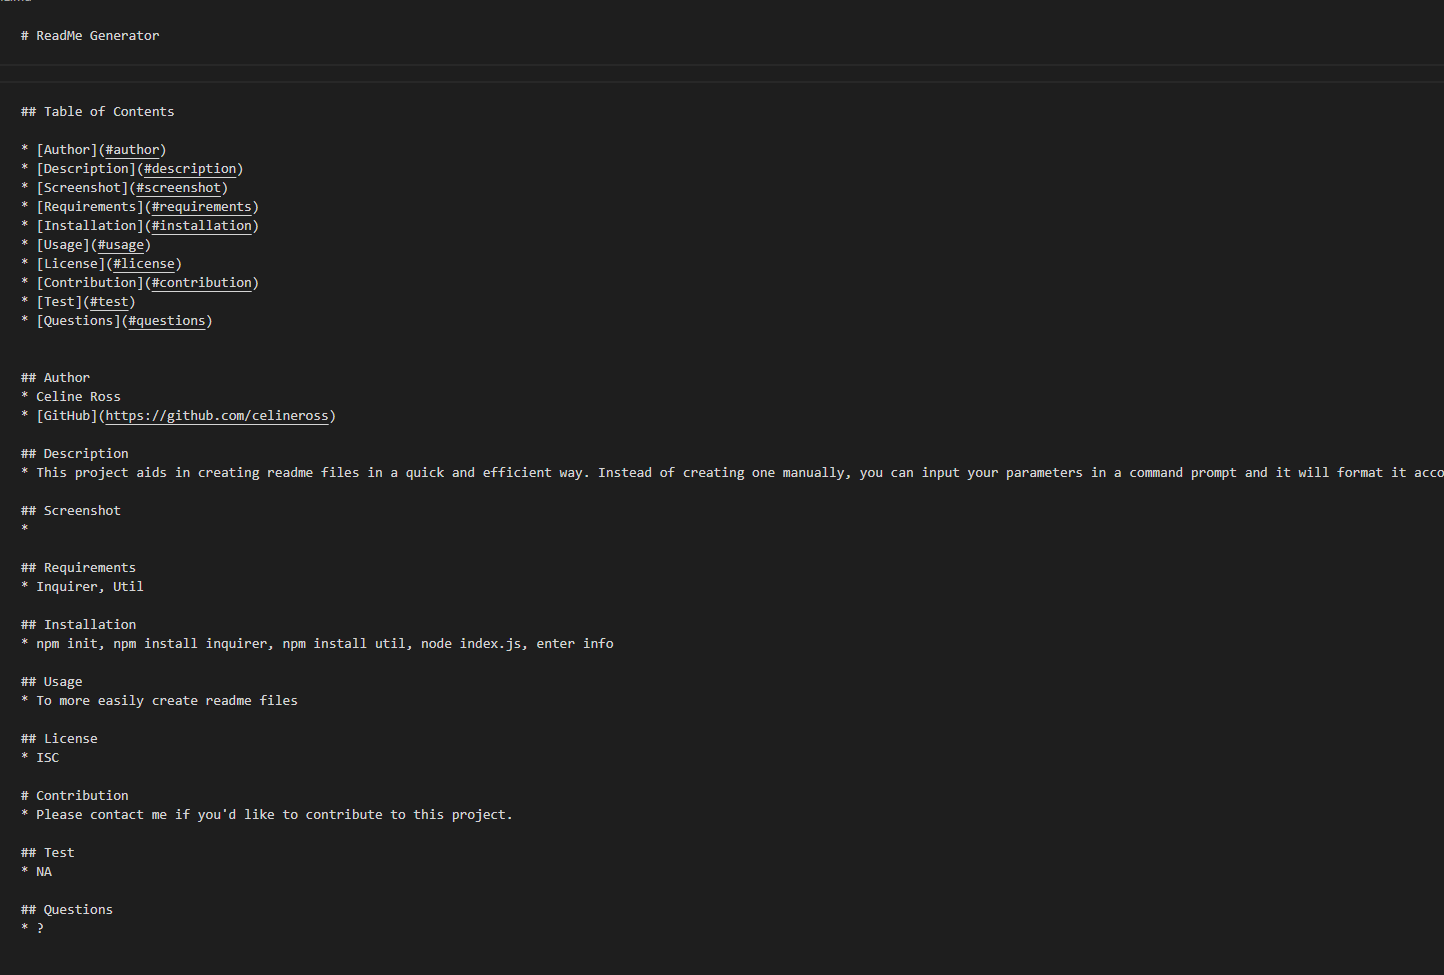 # ReadMe Generator
## Table of Contents
* [Author](#author)
* [Description](#description)
* [Screenshot](#screenshot)
* [Requirements](#requirements)
* [Installation](#installation)
* [Usage](#usage)
* [License](#license)
* [Contribution](#contribution)
* [Test](#test)
* [Questions](#questions)
## Author
* Celine Ross
* [GitHub](https://github.com/celineross)
## Description
* This project aids in creating readme files in a quick and efficient way. Instead of creating one manually, you can input your parameters in a command prompt and it will format it acco
## Screenshot
*
## Requirements
* Inquirer, Util
## Installation
* npm init, npm install inquirer, npm install util, node index.js, enter info
## Usage
* To more easily create readme files
## License
* ISC
# Contribution
* Please contact me if you'd like to contribute to this project.
## Test
* NA
## Questions
* ?